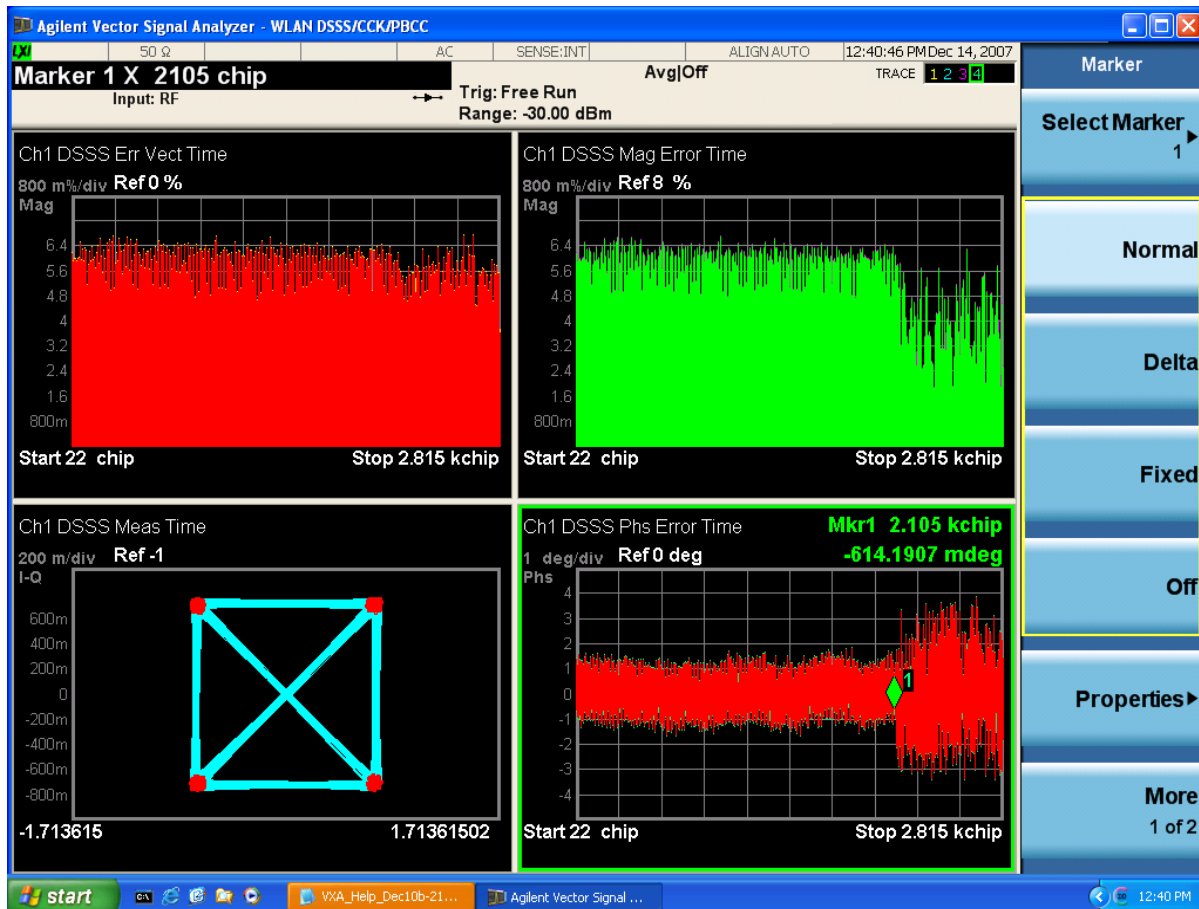 Agilent Vector Signal Analyzer - WLAN DSSS/CCK/PBCC
LXI 50 Ω AC SENSE:INT ALIGN AUTO 12:40:46 PM Dec 14, 2007
Marker 1 X 2105 chip
Input: RF
Trig: Free Run
Range: -30.00 dBm
Avg|Off
TRACE 1 2 3 4
Ch1 DSSS Err Vect Time
800 m%/div Ref 0 %
Mag
6.4
5.6
4.8
4
3.2
2.4
1.6
800m
Start 22 chip Stop 2.815 kchip
Ch1 DSSS Mag Error Time
800 m%/div Ref 8 %
Mag
6.4
5.6
4.8
4
3.2
2.4
1.6
800m
Start 22 chip Stop 2.815 kchip
Ch1 DSSS Meas Time
200 m/div Ref -1
I-Q
600m
400m
200m
0
-200m
-400m
-600m
-800m
-1.713615 1.71361502
Ch1 DSSS Phs Error Time Mkr1 2.105 kchip
1 deg/div Ref 0 deg -614.1907 mdeg
Phs
4
3
2
1
0
-1
-2
-3
-4
1
Start 22 chip Stop 2.815 kchip
Marker
Select Marker
1
Normal
Delta
Fixed
Off
Properties
More
1 of 2
start
VXA_Help_Dec10b-21...
Agilent Vector Signal ...
12:40 PM